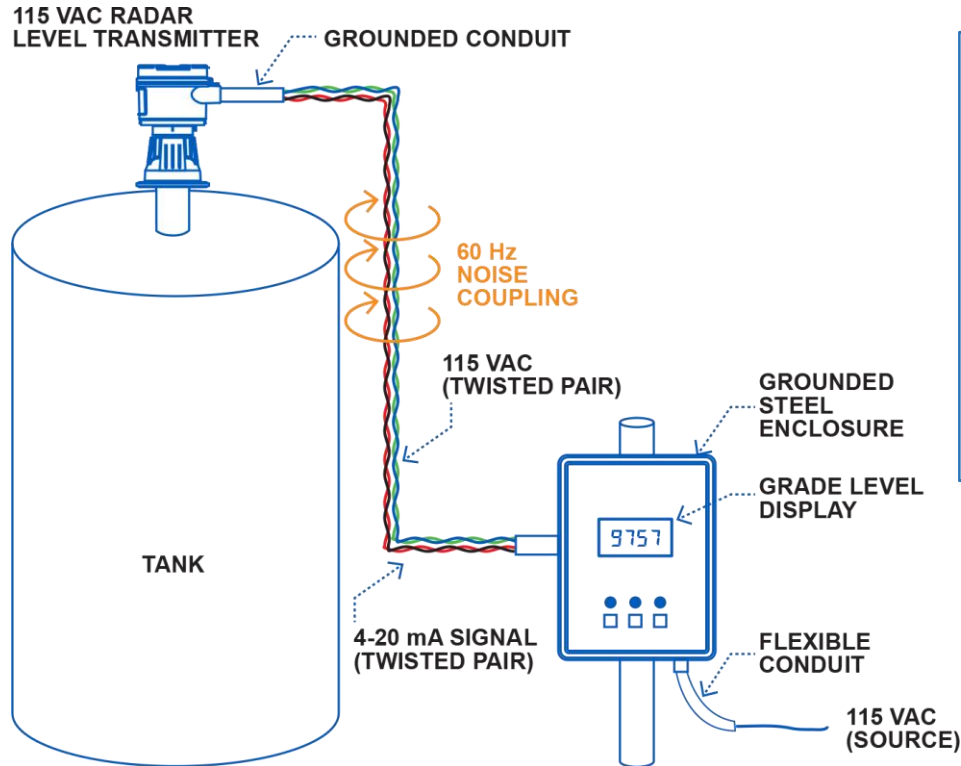 115 VAC RADAR
LEVEL TRANSMITTER
GROUNDED CONDUIT
60 Hz
NOISE
COUPLING
115 VAC
(TWISTED PAIR)
GROUNDED
STEEL
ENCLOSURE
GRADE LEVEL
DISPLAY
9757
TANK
4-20 mA SIGNAL
(TWISTED PAIR)
FLEXIBLE
CONDUIT
115 VAC
(SOURCE)